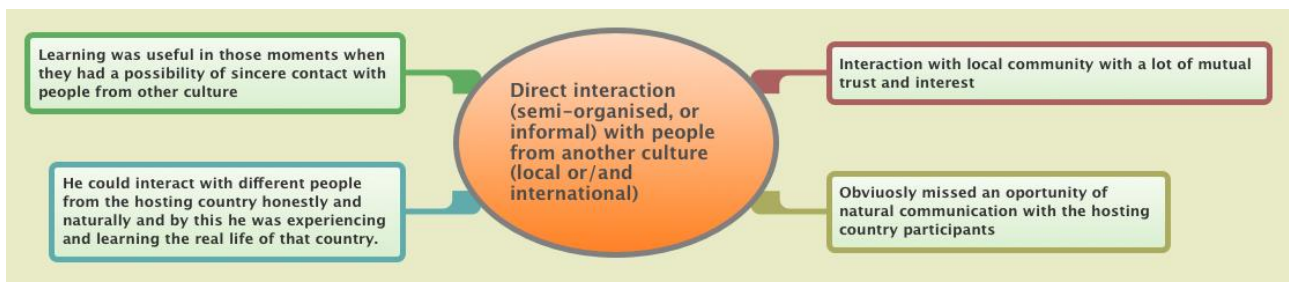 Learning was useful in those moments when
they had a possibility of sincere contact with
people from other culture
He could interact with different people
from the hosting country honestly and
naturally and by this he was experiencing
and learning the real life of that country.
Direct interaction
(semi-organised, or
informal) with people
from another culture
(local or/and
international)
Interaction with local community with a lot of mutual
trust and interest
Obviuosly missed an oportunity of
natural communication with the hosting
country participants